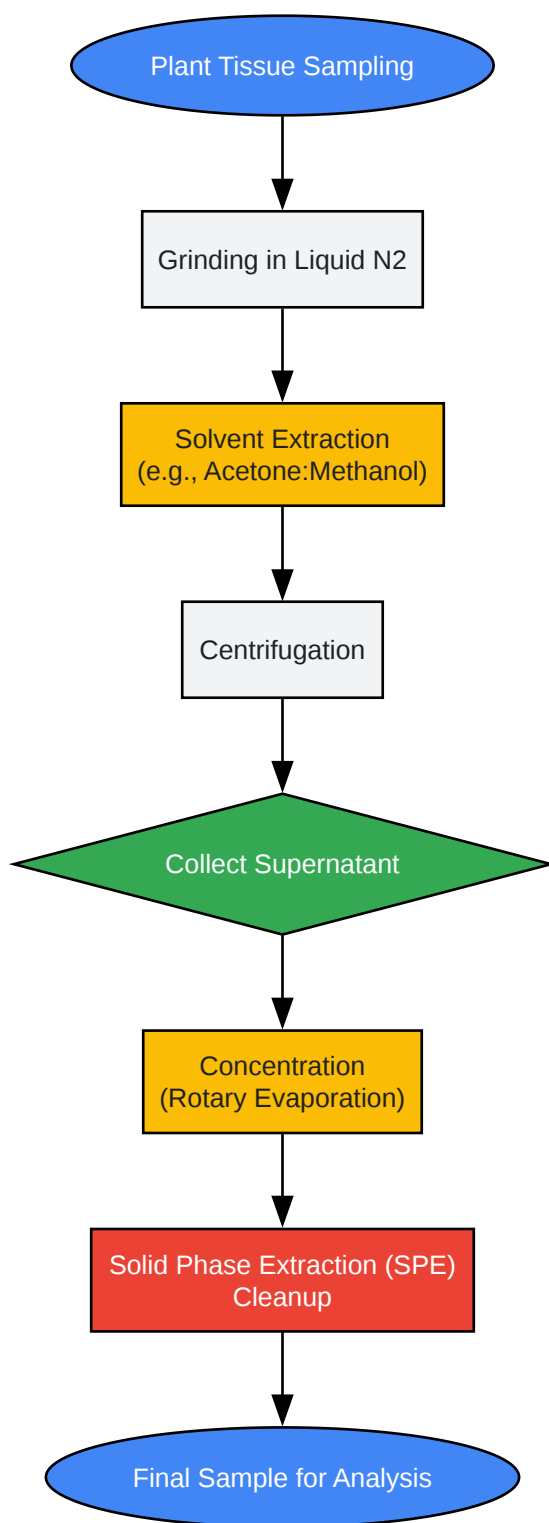 Plant Tissue Sampling
Grinding in Liquid N2
Solvent Extraction
(e.g., Acetone:Methanol)
Centrifugation
Collect Supernatant
Concentration
(Rotary Evaporation)
Solid Phase Extraction (SPE)
Cleanup
Final Sample for Analysis